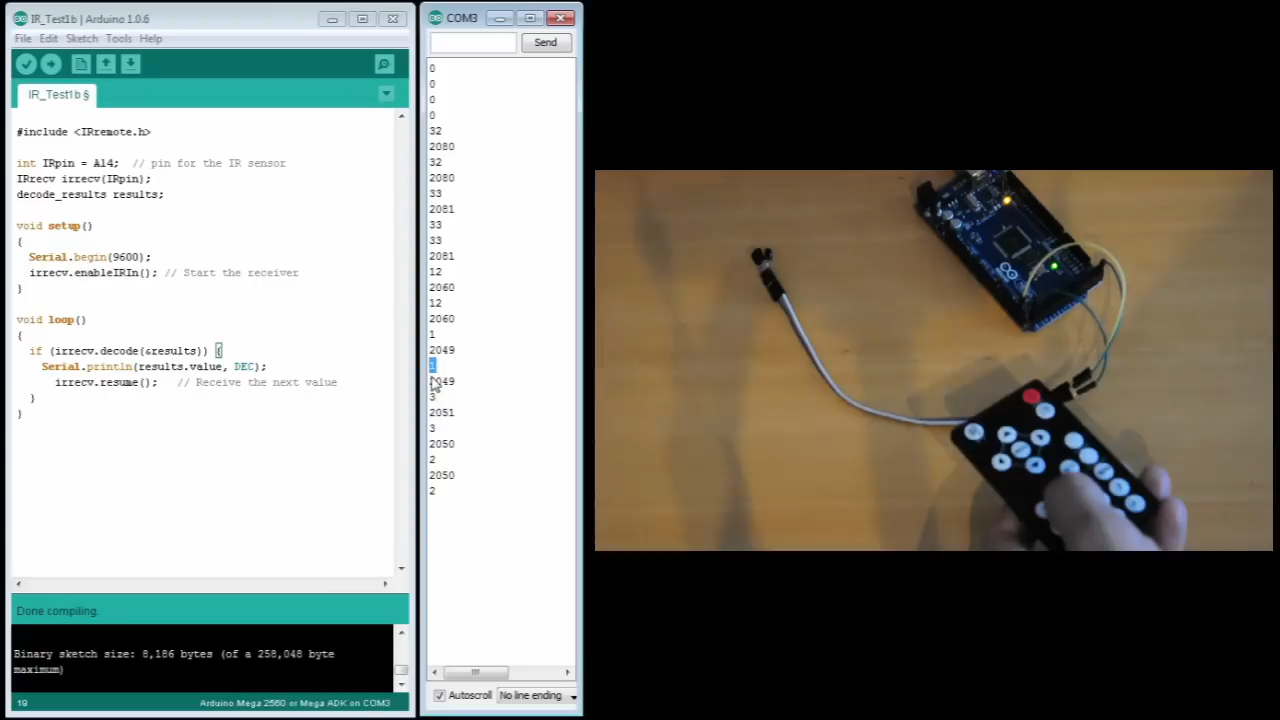 IR_Test1b | Arduino 1.0.6
File Edit Sketch Tools Help
IR_Test1b §
#include <IRremote.h>
int IRpin = A14;  // pin for the IR sensor
IRrecv irrecv(IRpin);
decode_results results;
void setup()
{
Serial.begin(9600);
irrecv.enableIRIn(); // Start the receiver
}
void loop()
{
if (irrecv.decode(&results)) {
Serial.println(results.value, DEC);
irrecv.resume();   // Receive the next value
}
}
Done compiling.
Binary sketch size: 8,186 bytes (of a 258,048 byte
maximum)
19
Arduino Mega 2560 or Mega ADK on COM3
COM3
Send
0
0
0
0
32
2080
32
2080
33
2081
33
33
2081
12
2060
12
2060
1
2049
1
2049
3
2051
3
2050
2
2050
2
Autoscroll
No line ending